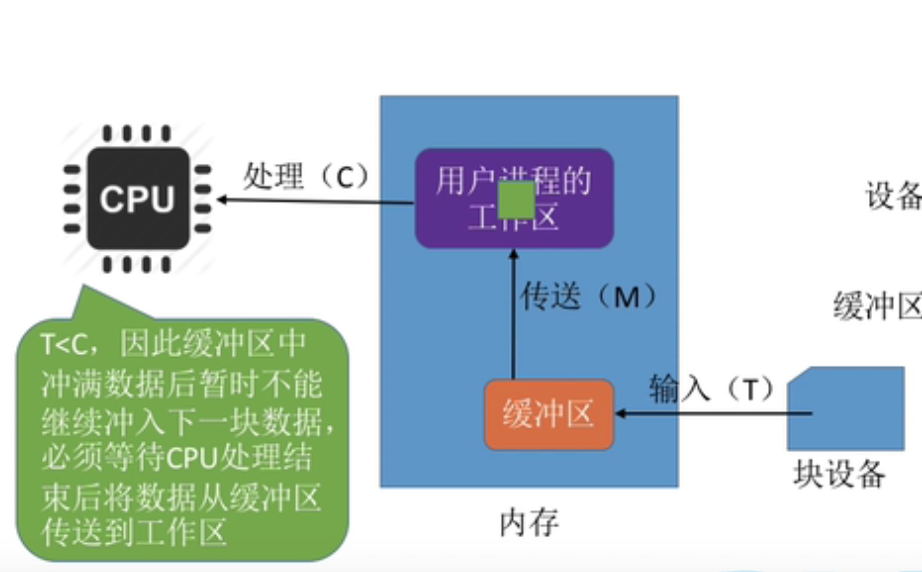 CPU
处理（C）
用户进程的
工作区
设备
传送（M）
缓冲区
T<C，因此缓冲区中
冲满数据后暂时不能
继续冲入下一块数据，
必须等待CPU处理结
束后将数据从缓冲区
传送到工作区
输入（T）
缓冲区
块设备
内存